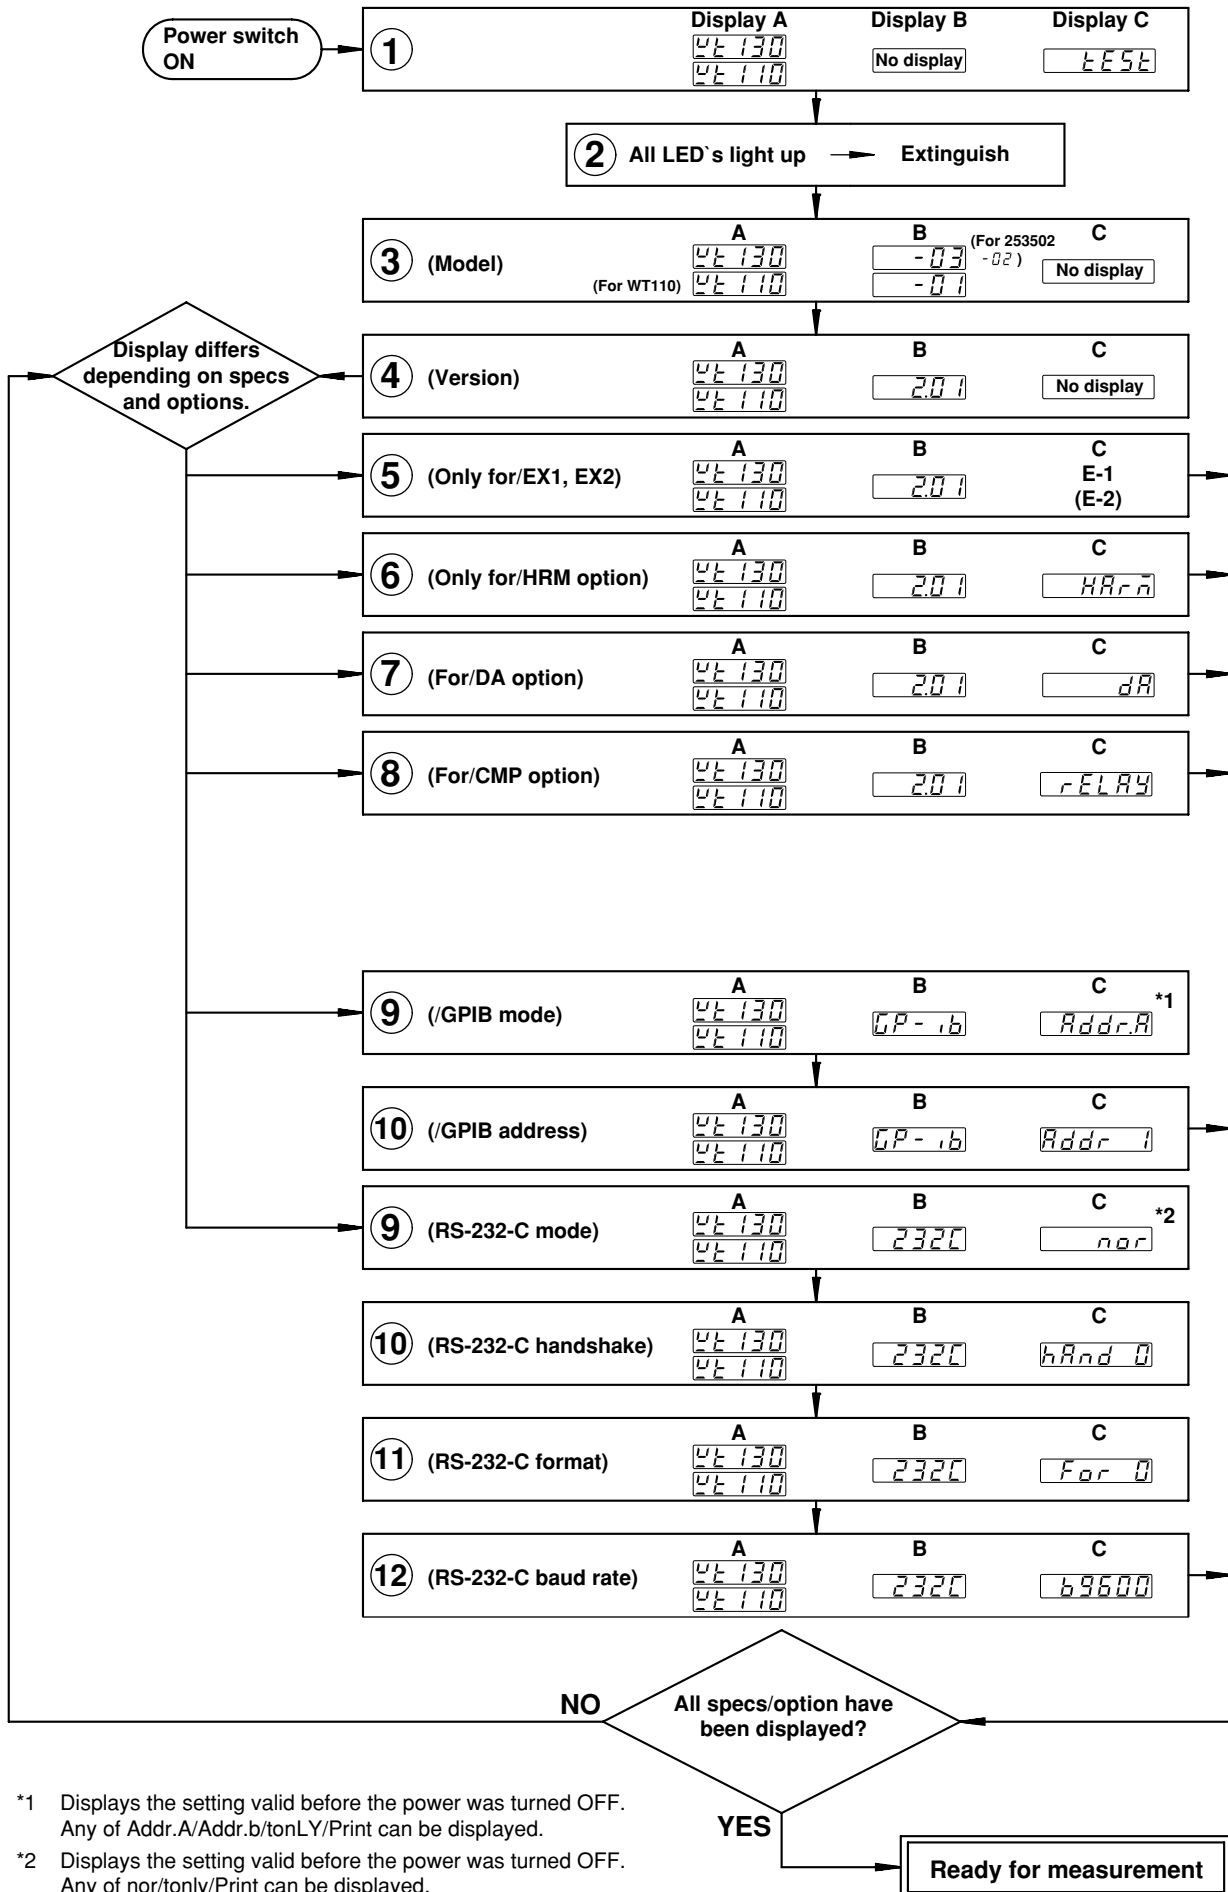 Power switch
ON
1
Display A
Display B
Display C
wt 130
wt 110
No display
tESt
2
All LED`s light up
Extinguish
3
(Model)
(For WT110)
A
wt 130
wt 110
B
-03
-01
(For 253502
-02 )
C
No display
Display differs
depending on specs
and options.
4
(Version)
A
wt 130
wt 110
B
2.01
C
No display
5
(Only for/EX1, EX2)
A
wt 130
wt 110
B
2.01
C
E-1
(E-2)
6
(Only for/HRM option)
A
wt 130
wt 110
B
2.01
C
HArm
7
(For/DA option)
A
wt 130
wt 110
B
2.01
C
dA
8
(For/CMP option)
A
wt 130
wt 110
B
2.01
C
rELAY
9
(/GPIB mode)
A
wt 130
wt 110
B
GP-ib
C
Addr.A
*1
10
(/GPIB address)
A
wt 130
wt 110
B
GP-ib
C
Addr 1
9
(RS-232-C mode)
A
wt 130
wt 110
B
232C
C
nor
*2
10
(RS-232-C handshake)
A
wt 130
wt 110
B
232C
C
hAnd 0
11
(RS-232-C format)
A
wt 130
wt 110
B
232C
C
For 0
12
(RS-232-C baud rate)
A
wt 130
wt 110
B
232C
C
b9600
NO
All specs/option have
been displayed?
YES
Ready for measurement
*1 Displays the setting valid before the power was turned OFF.
Any of Addr.A/Addr.b/tonLY/Print can be displayed.
*2 Displays the setting valid before the power was turned OFF.
Any of nor/tonly/Print can be displayed.